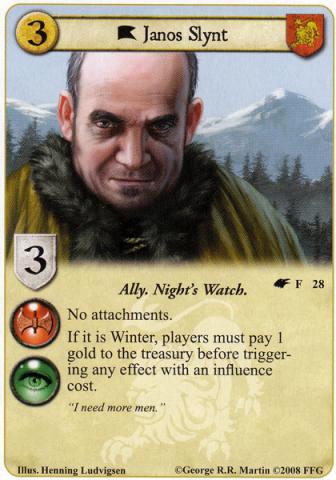 3
Janos Slynt
3
Ally. Night's Watch.
F 28
No attachments.
If it is Winter, players must pay 1
gold to the treasury before trigger-
ing any effect with an influence
cost.
"I need more men."
Illus. Henning Ludvigsen
©George R.R. Martin ©2008 FFG